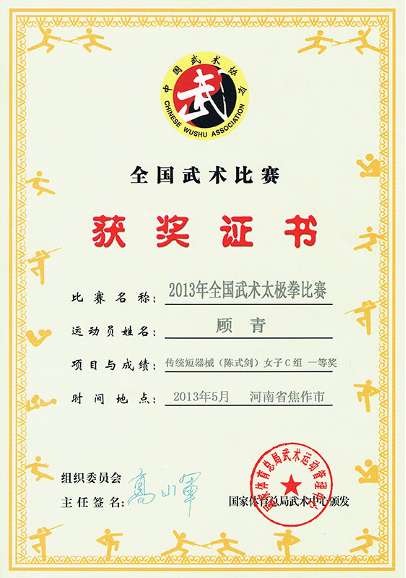 中国武术协会
CHINESE WUSHU ASSOCIATION
武
全国武术比赛
获奖证书
比赛名称: 2013年全国武术太极拳比赛
运动员姓名: 顾 青
项目与成绩: 传统短器械(陈式剑)女子C组 一等奖
时间地点: 2013年5月 河南省焦作市
组织委员会
主任签名: 高小军
国家体育总局武术运动管理中心
国家体育总局武术中心颁发